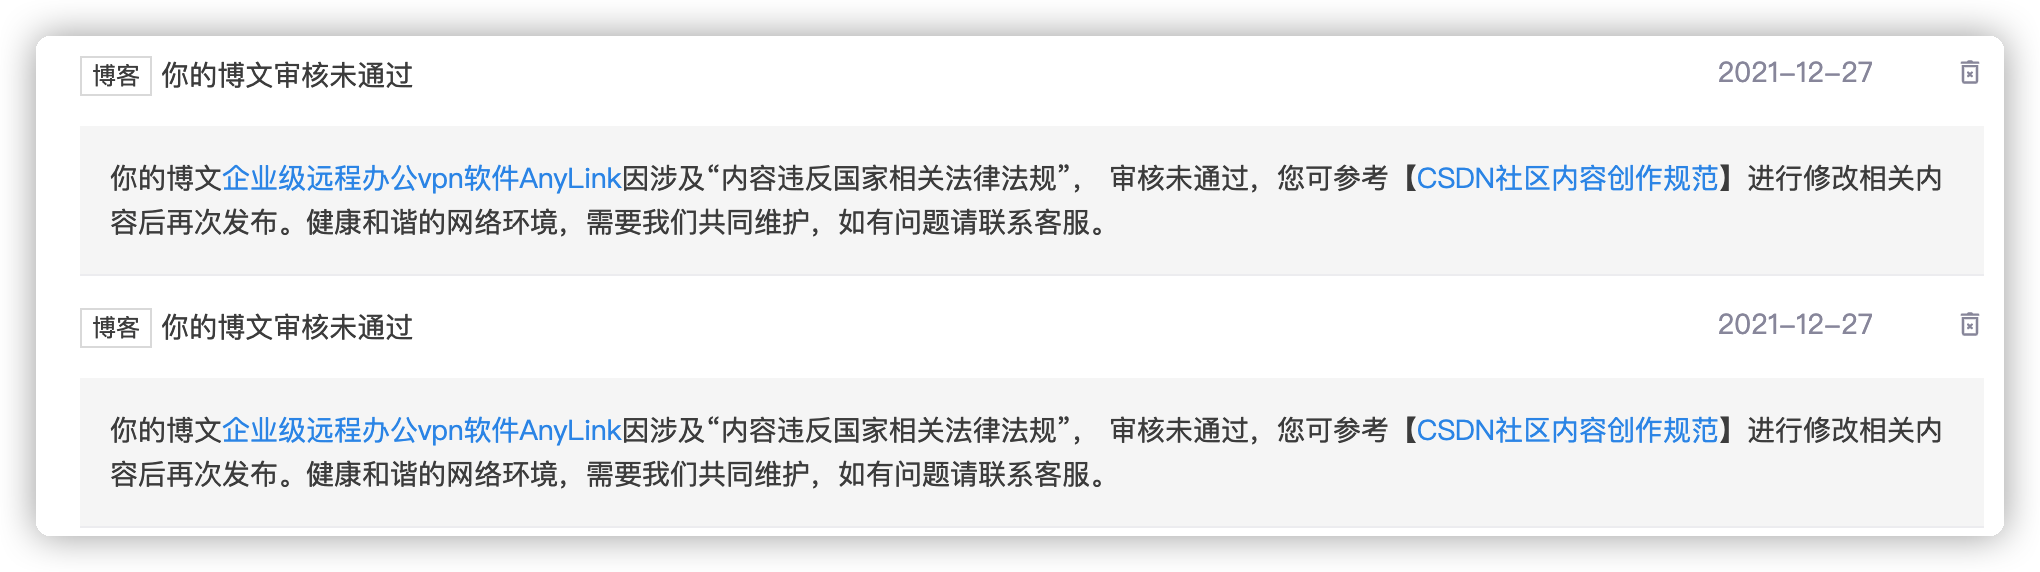 博客 你的博文审核未通过 2021-12-27
你的博文企业级远程办公vpn软件AnyLink因涉及“内容违反国家相关法律法规”， 审核未通过，您可参考【CSDN社区内容创作规范】进行修改相关内
容后再次发布。健康和谐的网络环境，需要我们共同维护，如有问题请联系客服。
博客 你的博文审核未通过 2021-12-27
你的博文企业级远程办公vpn软件AnyLink因涉及“内容违反国家相关法律法规”， 审核未通过，您可参考【CSDN社区内容创作规范】进行修改相关内
容后再次发布。健康和谐的网络环境，需要我们共同维护，如有问题请联系客服。